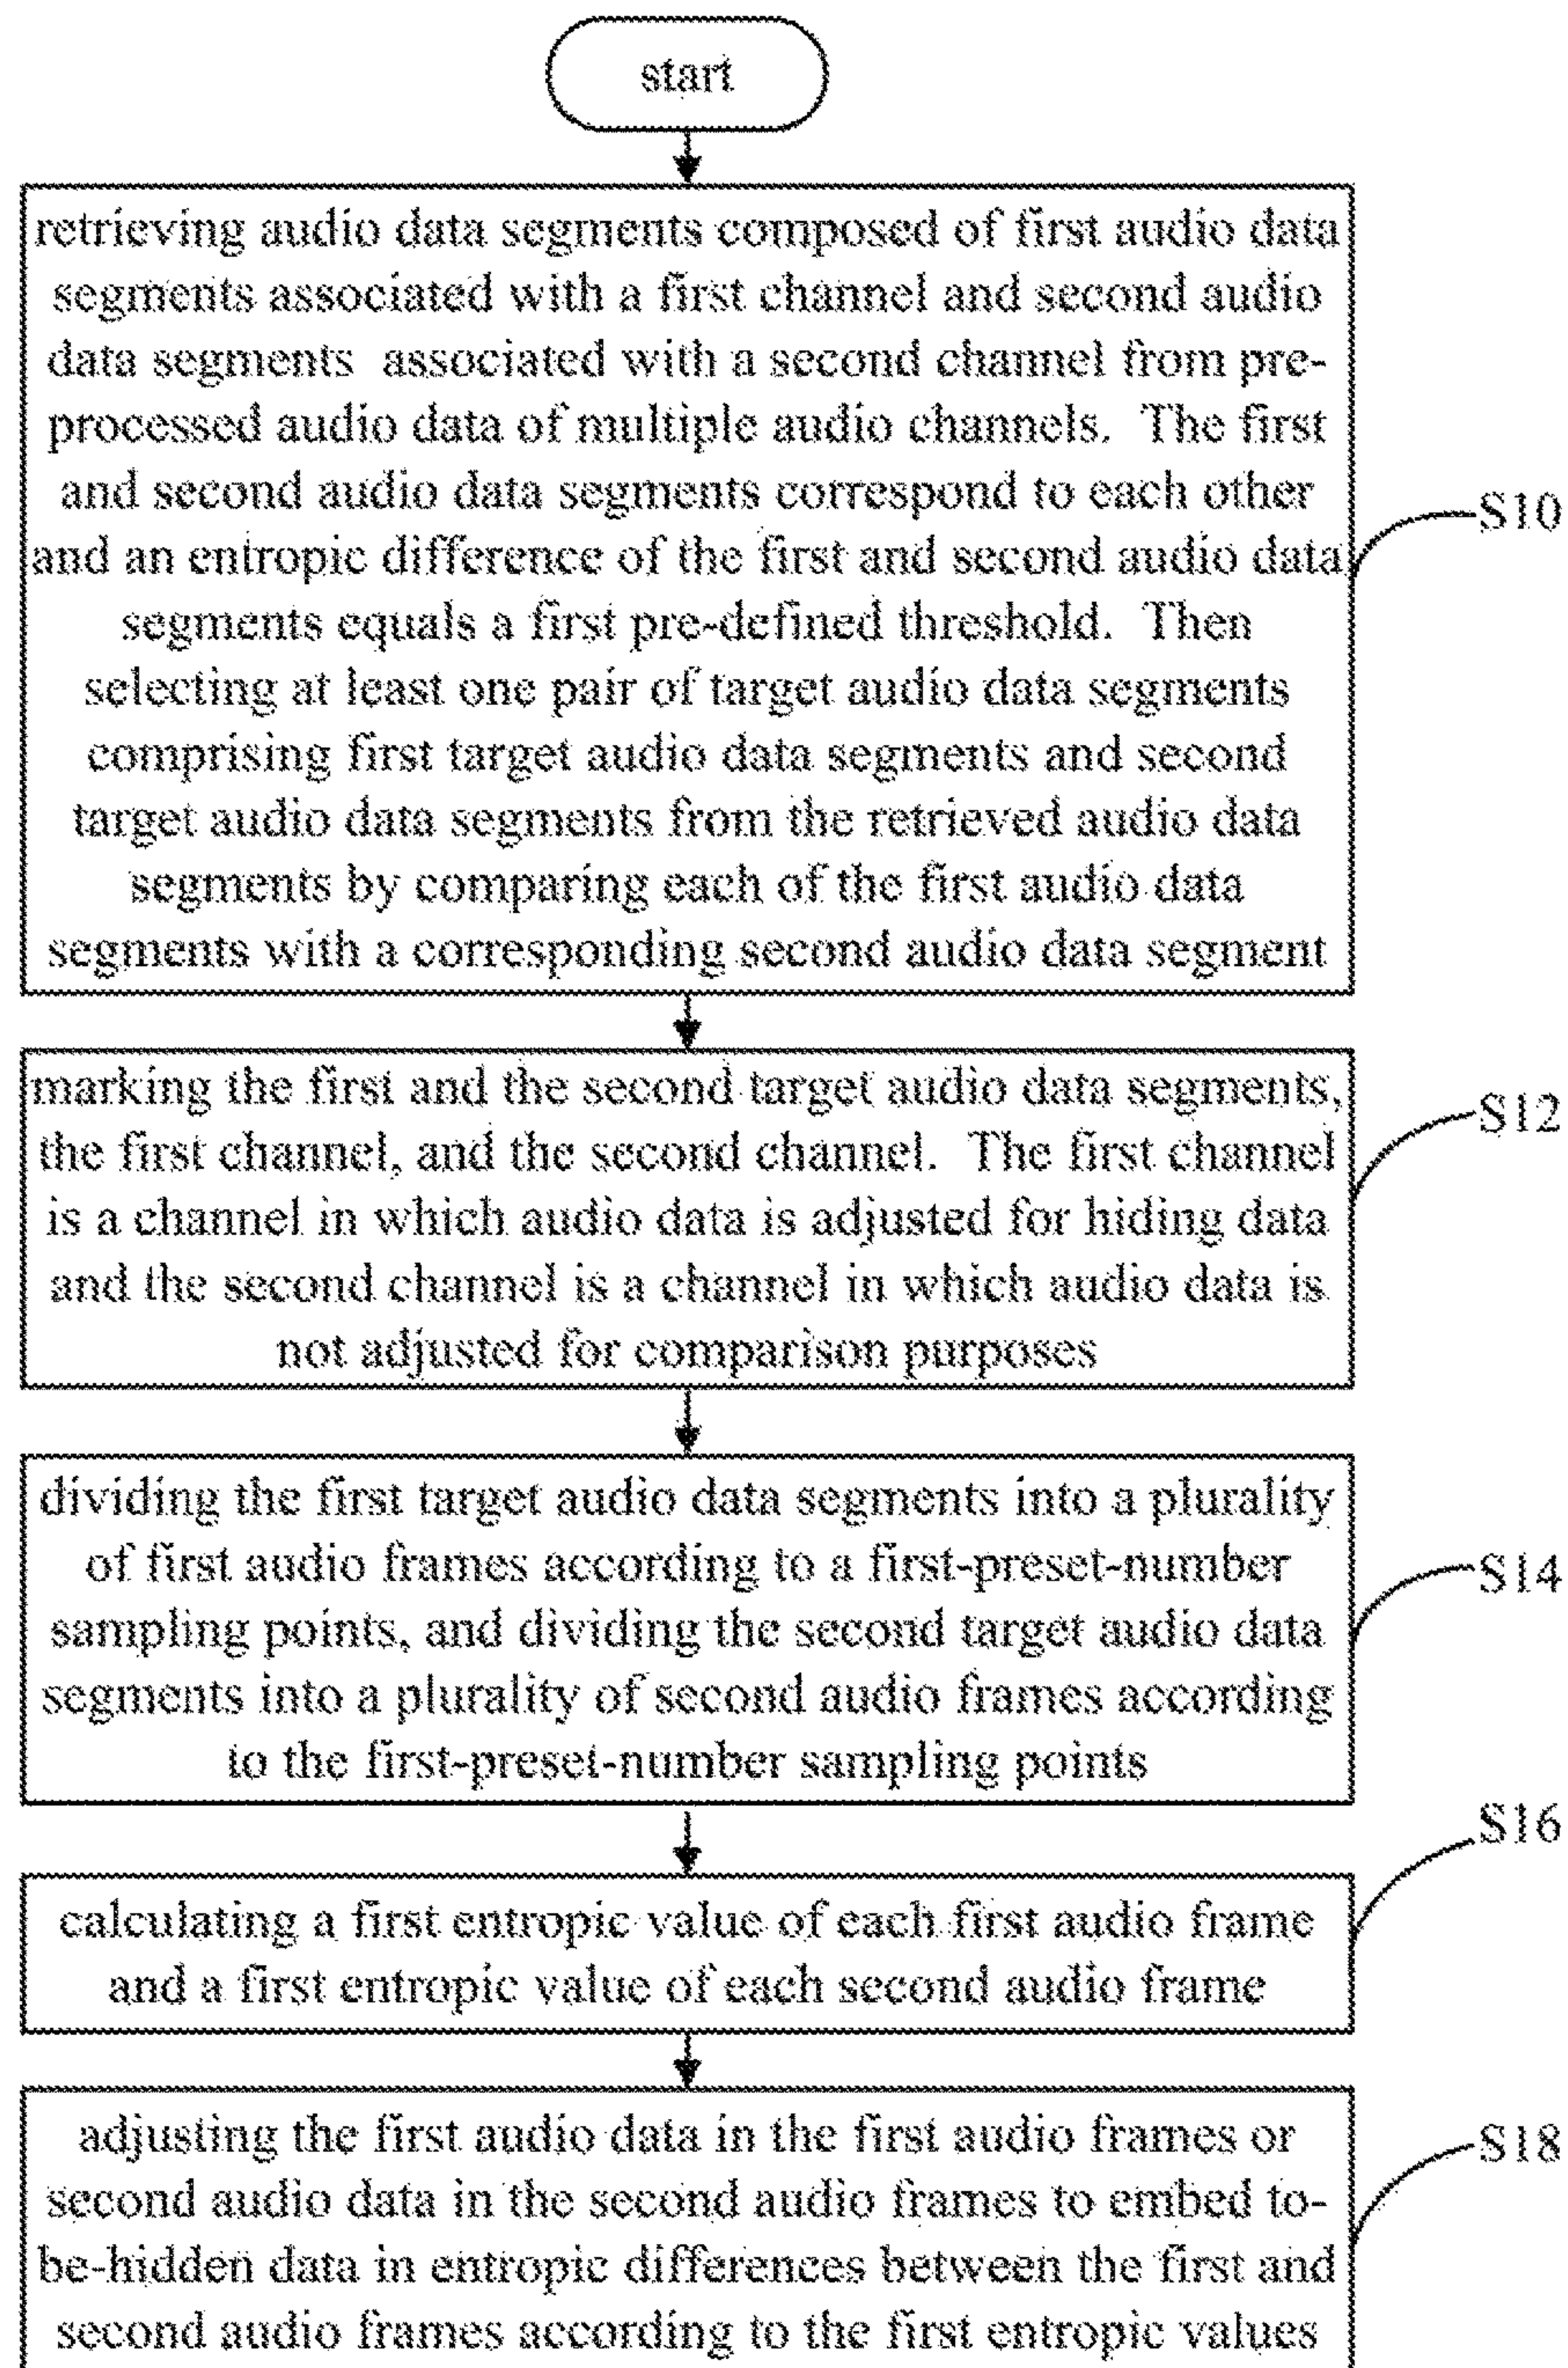 start
retrieving audio data segments composed of first audio data
segments associated with a first channel and second audio
data segments associated with a second channel from pre-
processed audio data of multiple audio channels. The first
and second audio data segments correspond to each other
and an entropic difference of the first and second audio data
segments equals a first pre-defined threshold. Then
selecting at least one pair of target audio data segments
comprising first target audio data segments and second
target audio data segments from the retrieved audio data
segments by comparing each of the first audio data
segments with a corresponding second audio data segment
S10
marking the first and the second target audio data segments,
the first channel, and the second channel. The first channel
is a channel in which audio data is adjusted for hiding data
and the second channel is a channel in which audio data is
not adjusted for comparison purposes
S12
dividing the first target audio data segments into a plurality
of first audio frames according to a first-preset-number
sampling points, and dividing the second target audio data
segments into a plurality of second audio frames according
to the first-preset-number sampling points
S14
calculating a first entropic value of each first audio frame
and a first entropic value of each second audio frame
S16
adjusting the first audio data in the first audio frames or
second audio data in the second audio frames to embed to-
be-hidden data in entropic differences between the first and
second audio frames according to the first entropic values
S18